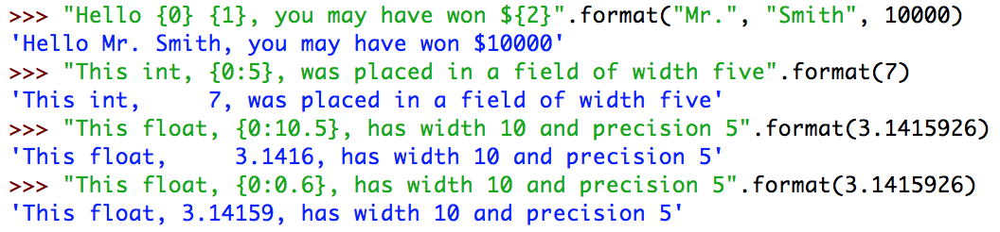 >>> "Hello {0} {1}, you may have won ${2}".format("Mr.", "Smith", 10000)
'Hello Mr. Smith, you may have won $10000'
>>> "This int, {0:5}, was placed in a field of width five".format(7)
'This int,     7, was placed in a field of width five'
>>> "This float, {0:10.5}, has width 10 and precision 5".format(3.1415926)
'This float,     3.1416, has width 10 and precision 5'
>>> "This float, {0:0.6}, has width 10 and precision 5".format(3.1415926)
'This float, 3.14159, has width 10 and precision 5'